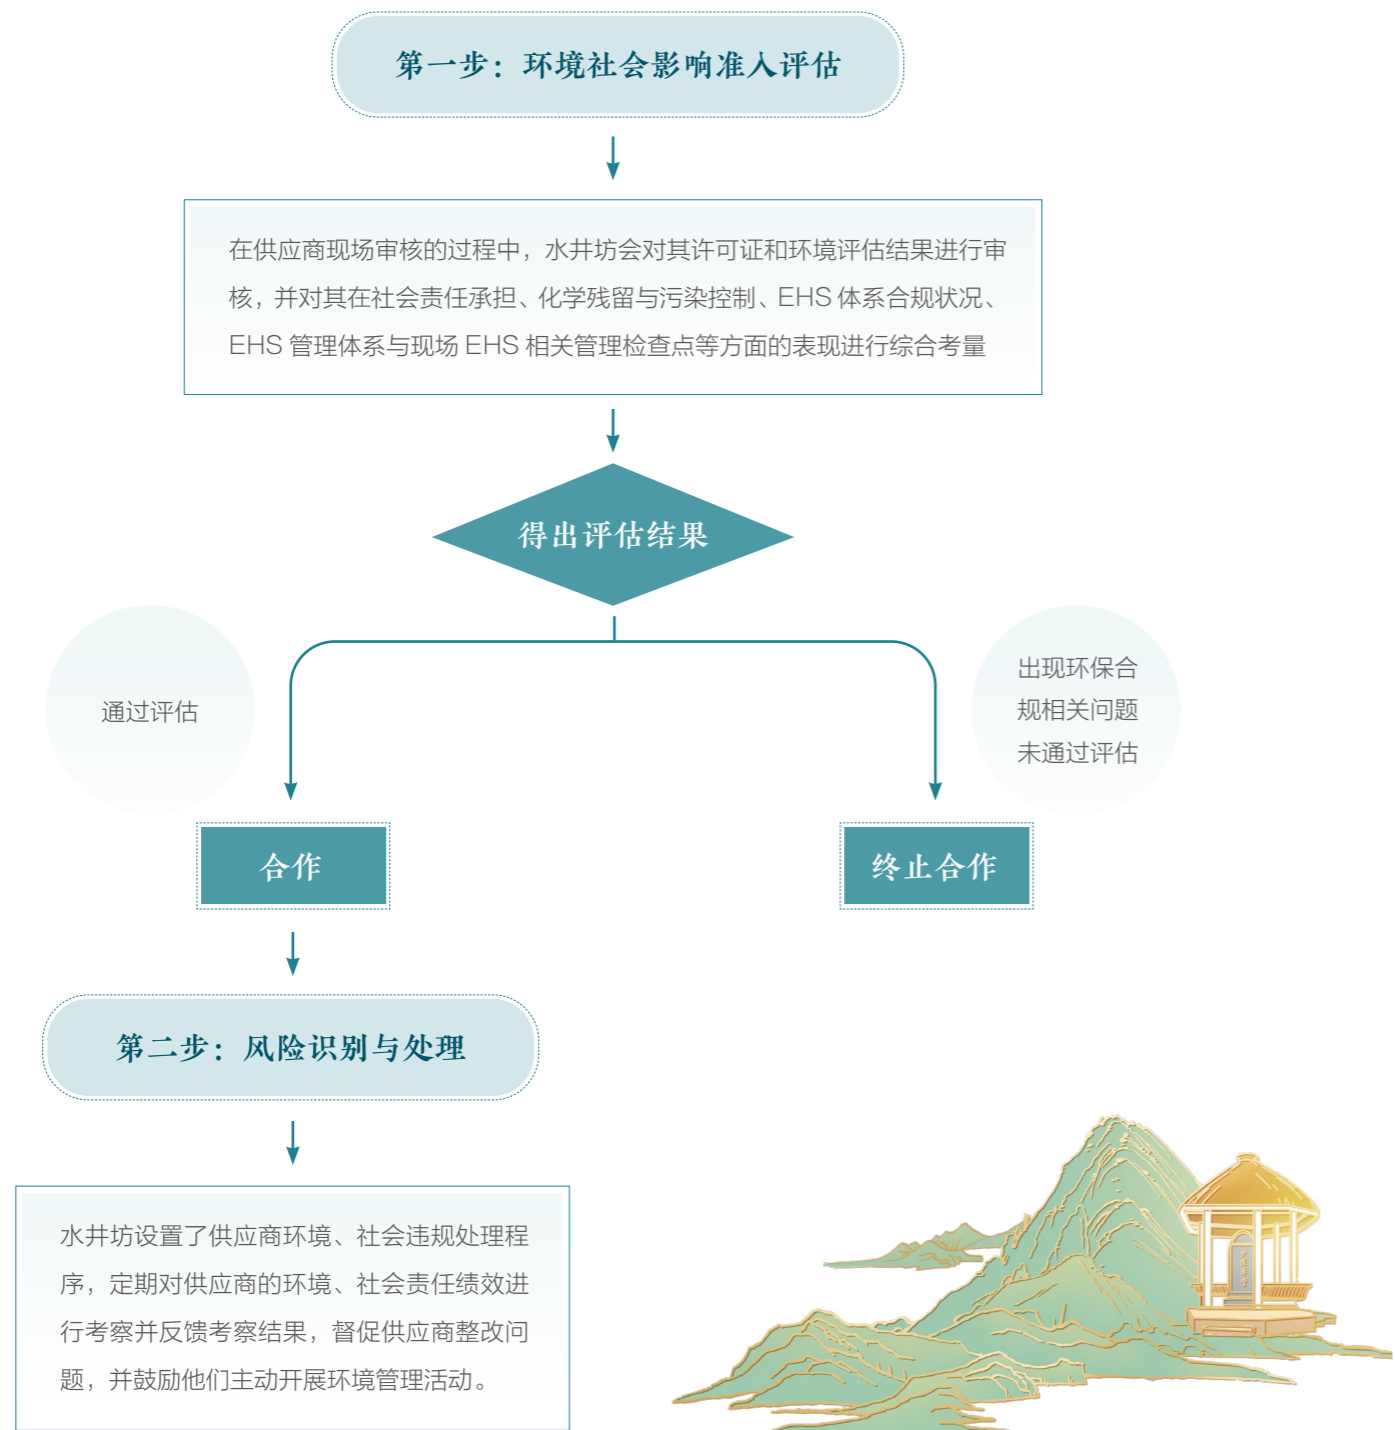 第一步：环境社会影响准入评估
在供应商现场审核的过程中，水井坊会对其许可证和环境评估结果进行审
核，并对其在社会责任承担、化学残留与污染控制、EHS 体系合规状况、
EHS 管理体系与现场 EHS 相关管理检查点等方面的表现进行综合考量
得出评估结果
通过评估
出现环保合
规相关问题
未通过评估
合作
终止合作
第二步：风险识别与处理
水井坊设置了供应商环境、社会违规处理程
序，定期对供应商的环境、社会责任绩效进
行考察并反馈考察结果，督促供应商整改问
题，并鼓励他们主动开展环境管理活动。